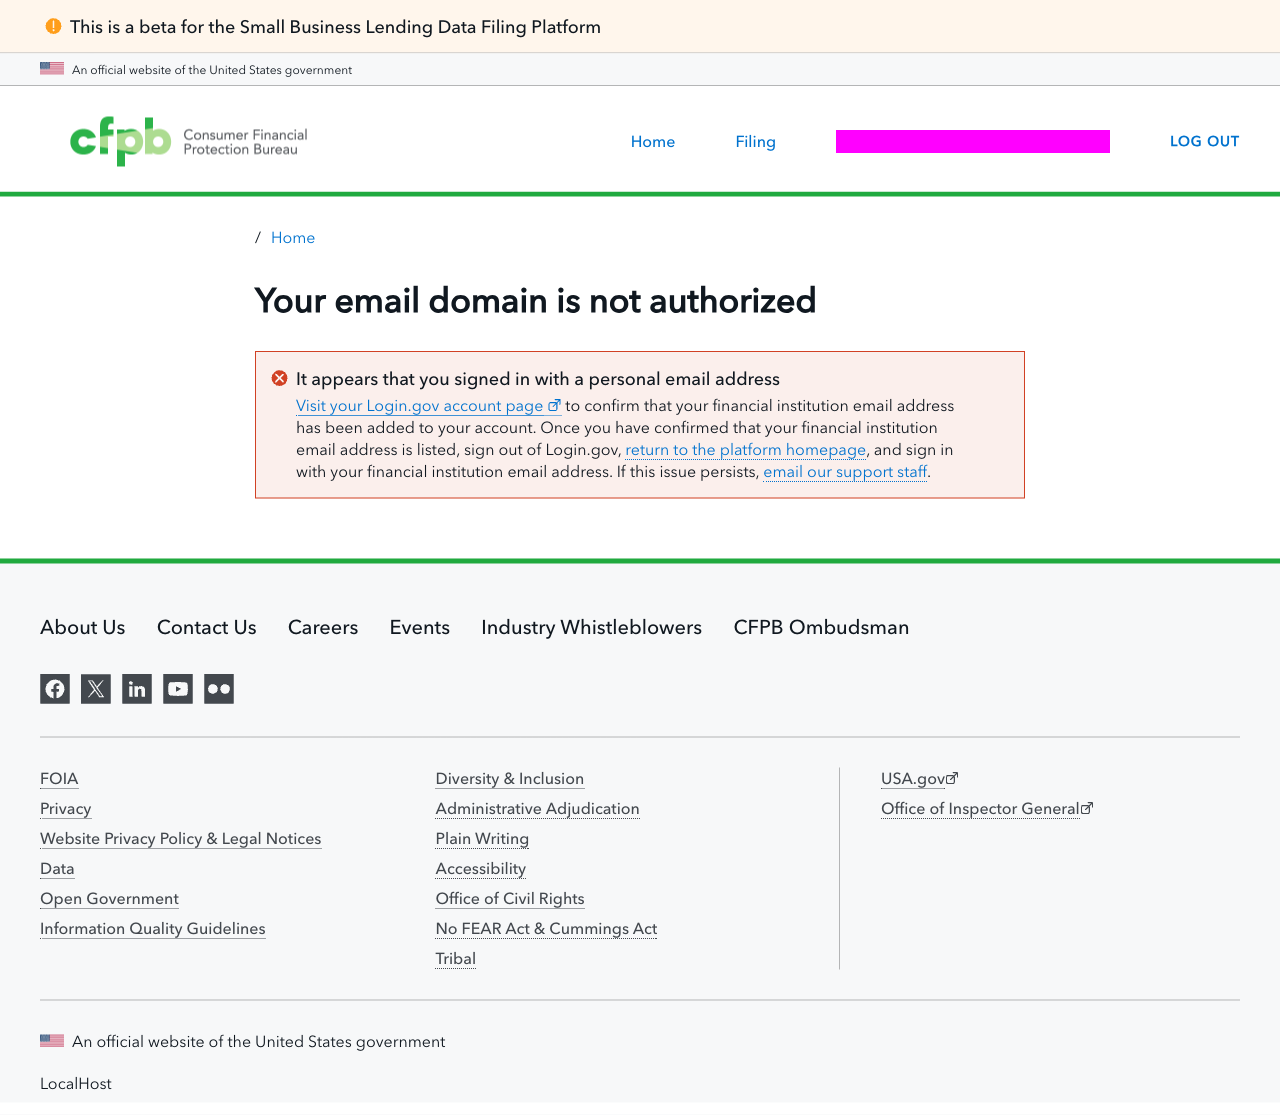 This is a beta for the Small Business Lending Data Filing Platform
An official website of the United States government
cfpb Consumer Financial
Protection Bureau
Home
Filing
LOG OUT
/ Home
Your email domain is not authorized
It appears that you signed in with a personal email address
Visit your Login.gov account page to confirm that your financial institution email address
has been added to your account. Once you have confirmed that your financial institution
email address is listed, sign out of Login.gov, return to the platform homepage, and sign in
with your financial institution email address. If this issue persists, email our support staff.
About Us
Contact Us
Careers
Events
Industry Whistleblowers
CFPB Ombudsman
FOIA
Privacy
Website Privacy Policy & Legal Notices
Data
Open Government
Information Quality Guidelines
Diversity & Inclusion
Administrative Adjudication
Plain Writing
Accessibility
Office of Civil Rights
No FEAR Act & Cummings Act
Tribal
USA.gov
Office of Inspector General
An official website of the United States government
LocalHost